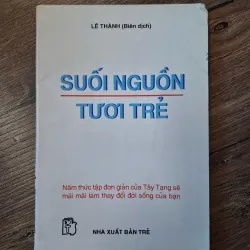 LÊ THÀNH (Biên dịch)
SUỐI NGUỒN
TƯƠI TRẺ
Năm thức tập đơn giản của Tây Tạng sẽ
mãi mãi làm thay đổi đời sống của bạn
NHÀ XUẤT BẢN TRẺ